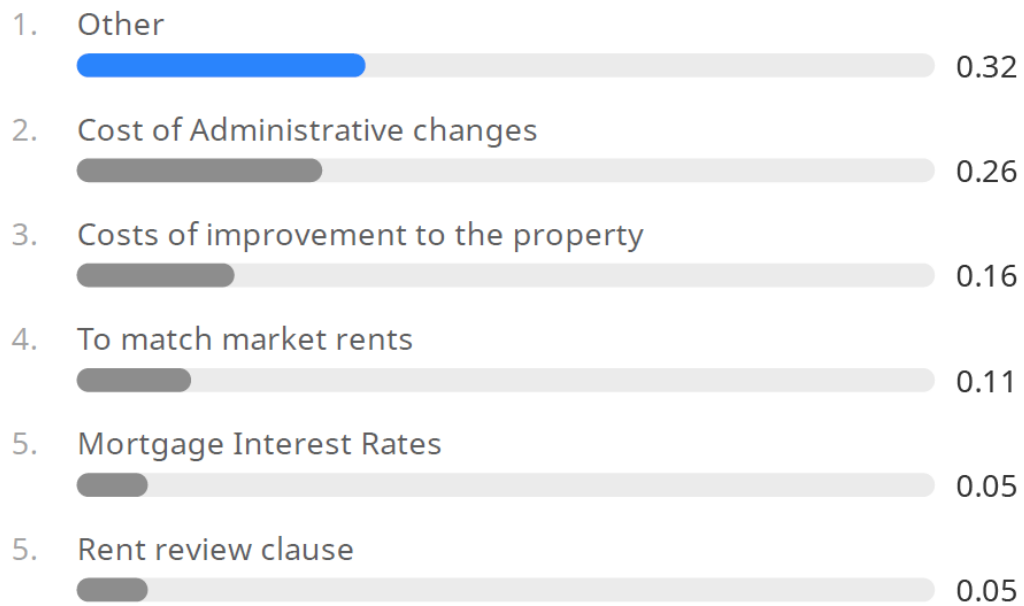 1. Other
0.32
2. Cost of Administrative changes
0.26
3. Costs of improvement to the property
0.16
4. To match market rents
0.11
5. Mortgage Interest Rates
0.05
5. Rent review clause
0.05